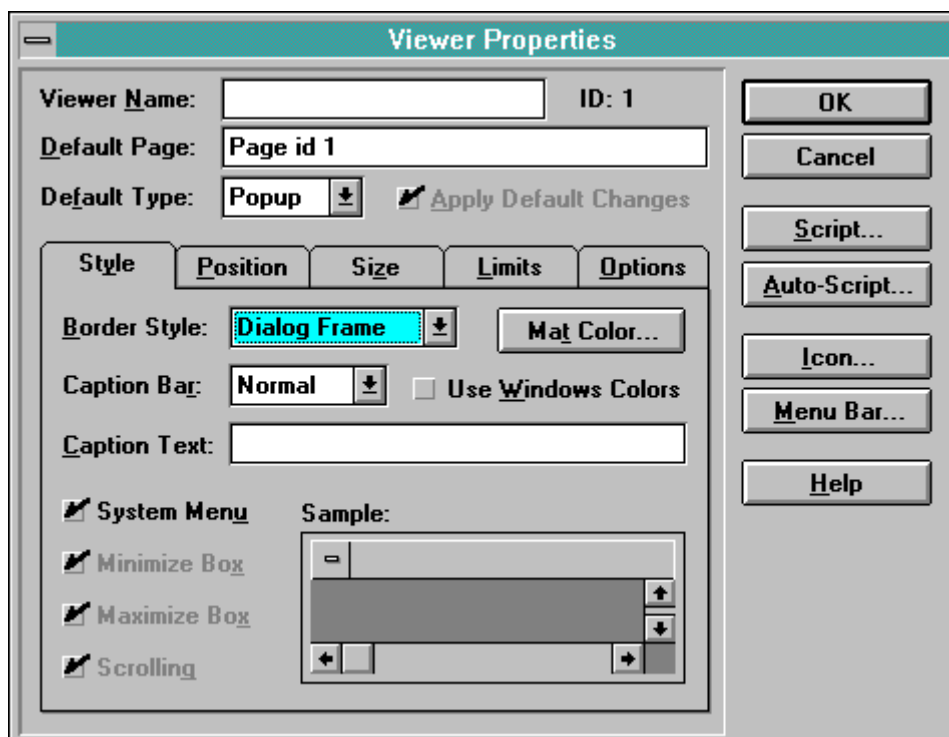 Viewer Properties
Viewer Name: ID: 1
Default Page: Page id 1
Default Type: Popup Apply Default Changes
Style Position Size Limits Options
Border Style: Dialog Frame Mat Color...
Caption Bar: Normal Use Windows Colors
Caption Text:
System Menu Sample:
Minimize Box
Maximize Box
Scrolling
OK
Cancel
Script...
Auto-Script...
Icon...
Menu Bar...
Help